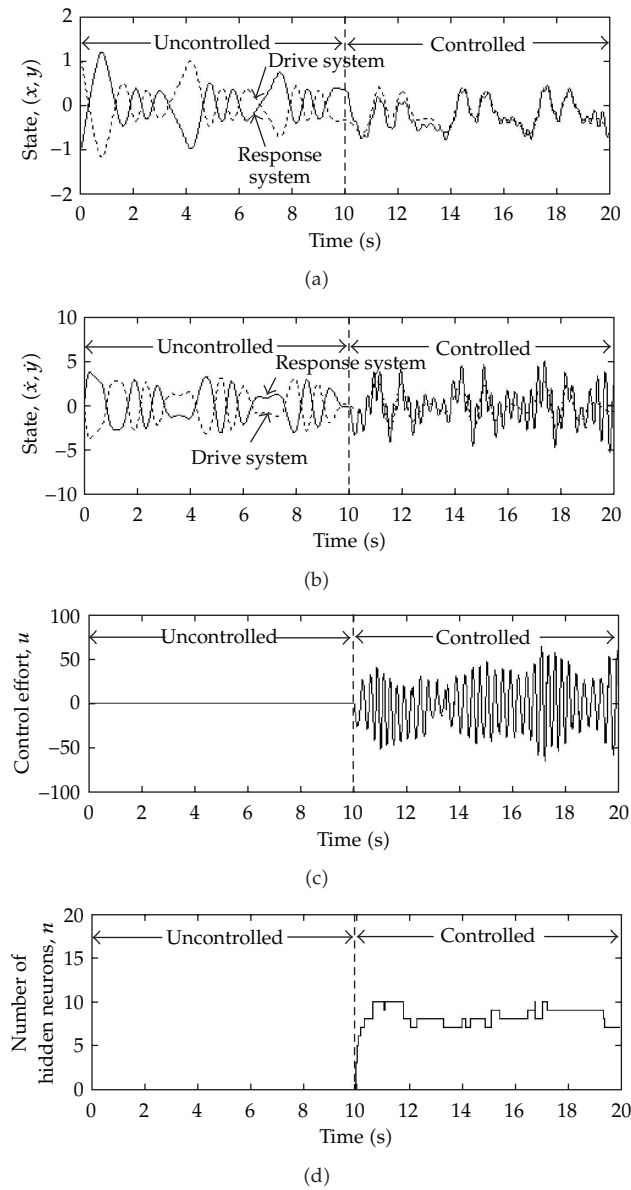 2
Uncontrolled
Controlled
1
Drive system
0
Response
system
−1
−2
State, (x, y)
0 2 4 6 8 10 12 14 16 18 20
Time (s)
(a)
10
Uncontrolled
Controlled
5
Response system
0
Drive system
−5
−10
State, (ẋ, ẏ)
0 2 4 6 8 10 12 14 16 18 20
Time (s)
(b)
100
Uncontrolled
Controlled
50
0
−50
−100
Control effort, u
0 2 4 6 8 10 12 14 16 18 20
Time (s)
(c)
20
Uncontrolled
Controlled
15
10
5
0
Number of
hidden neurons, n
0 2 4 6 8 10 12 14 16 18 20
Time (s)
(d)